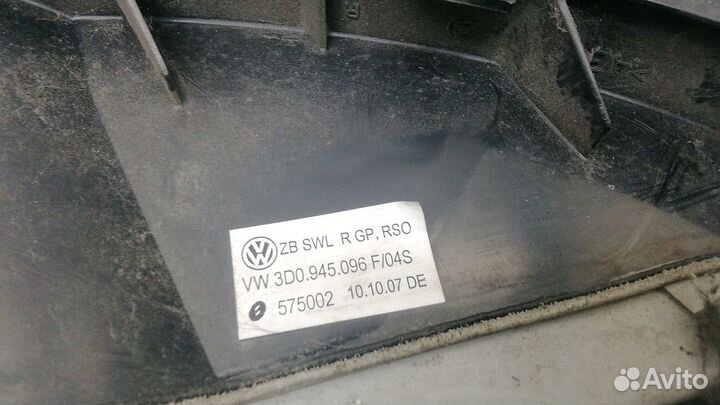 ZB SWL R GP, RSO
VW 3D0.945.096 F/04S
575002 10.10.07 DE
Avito